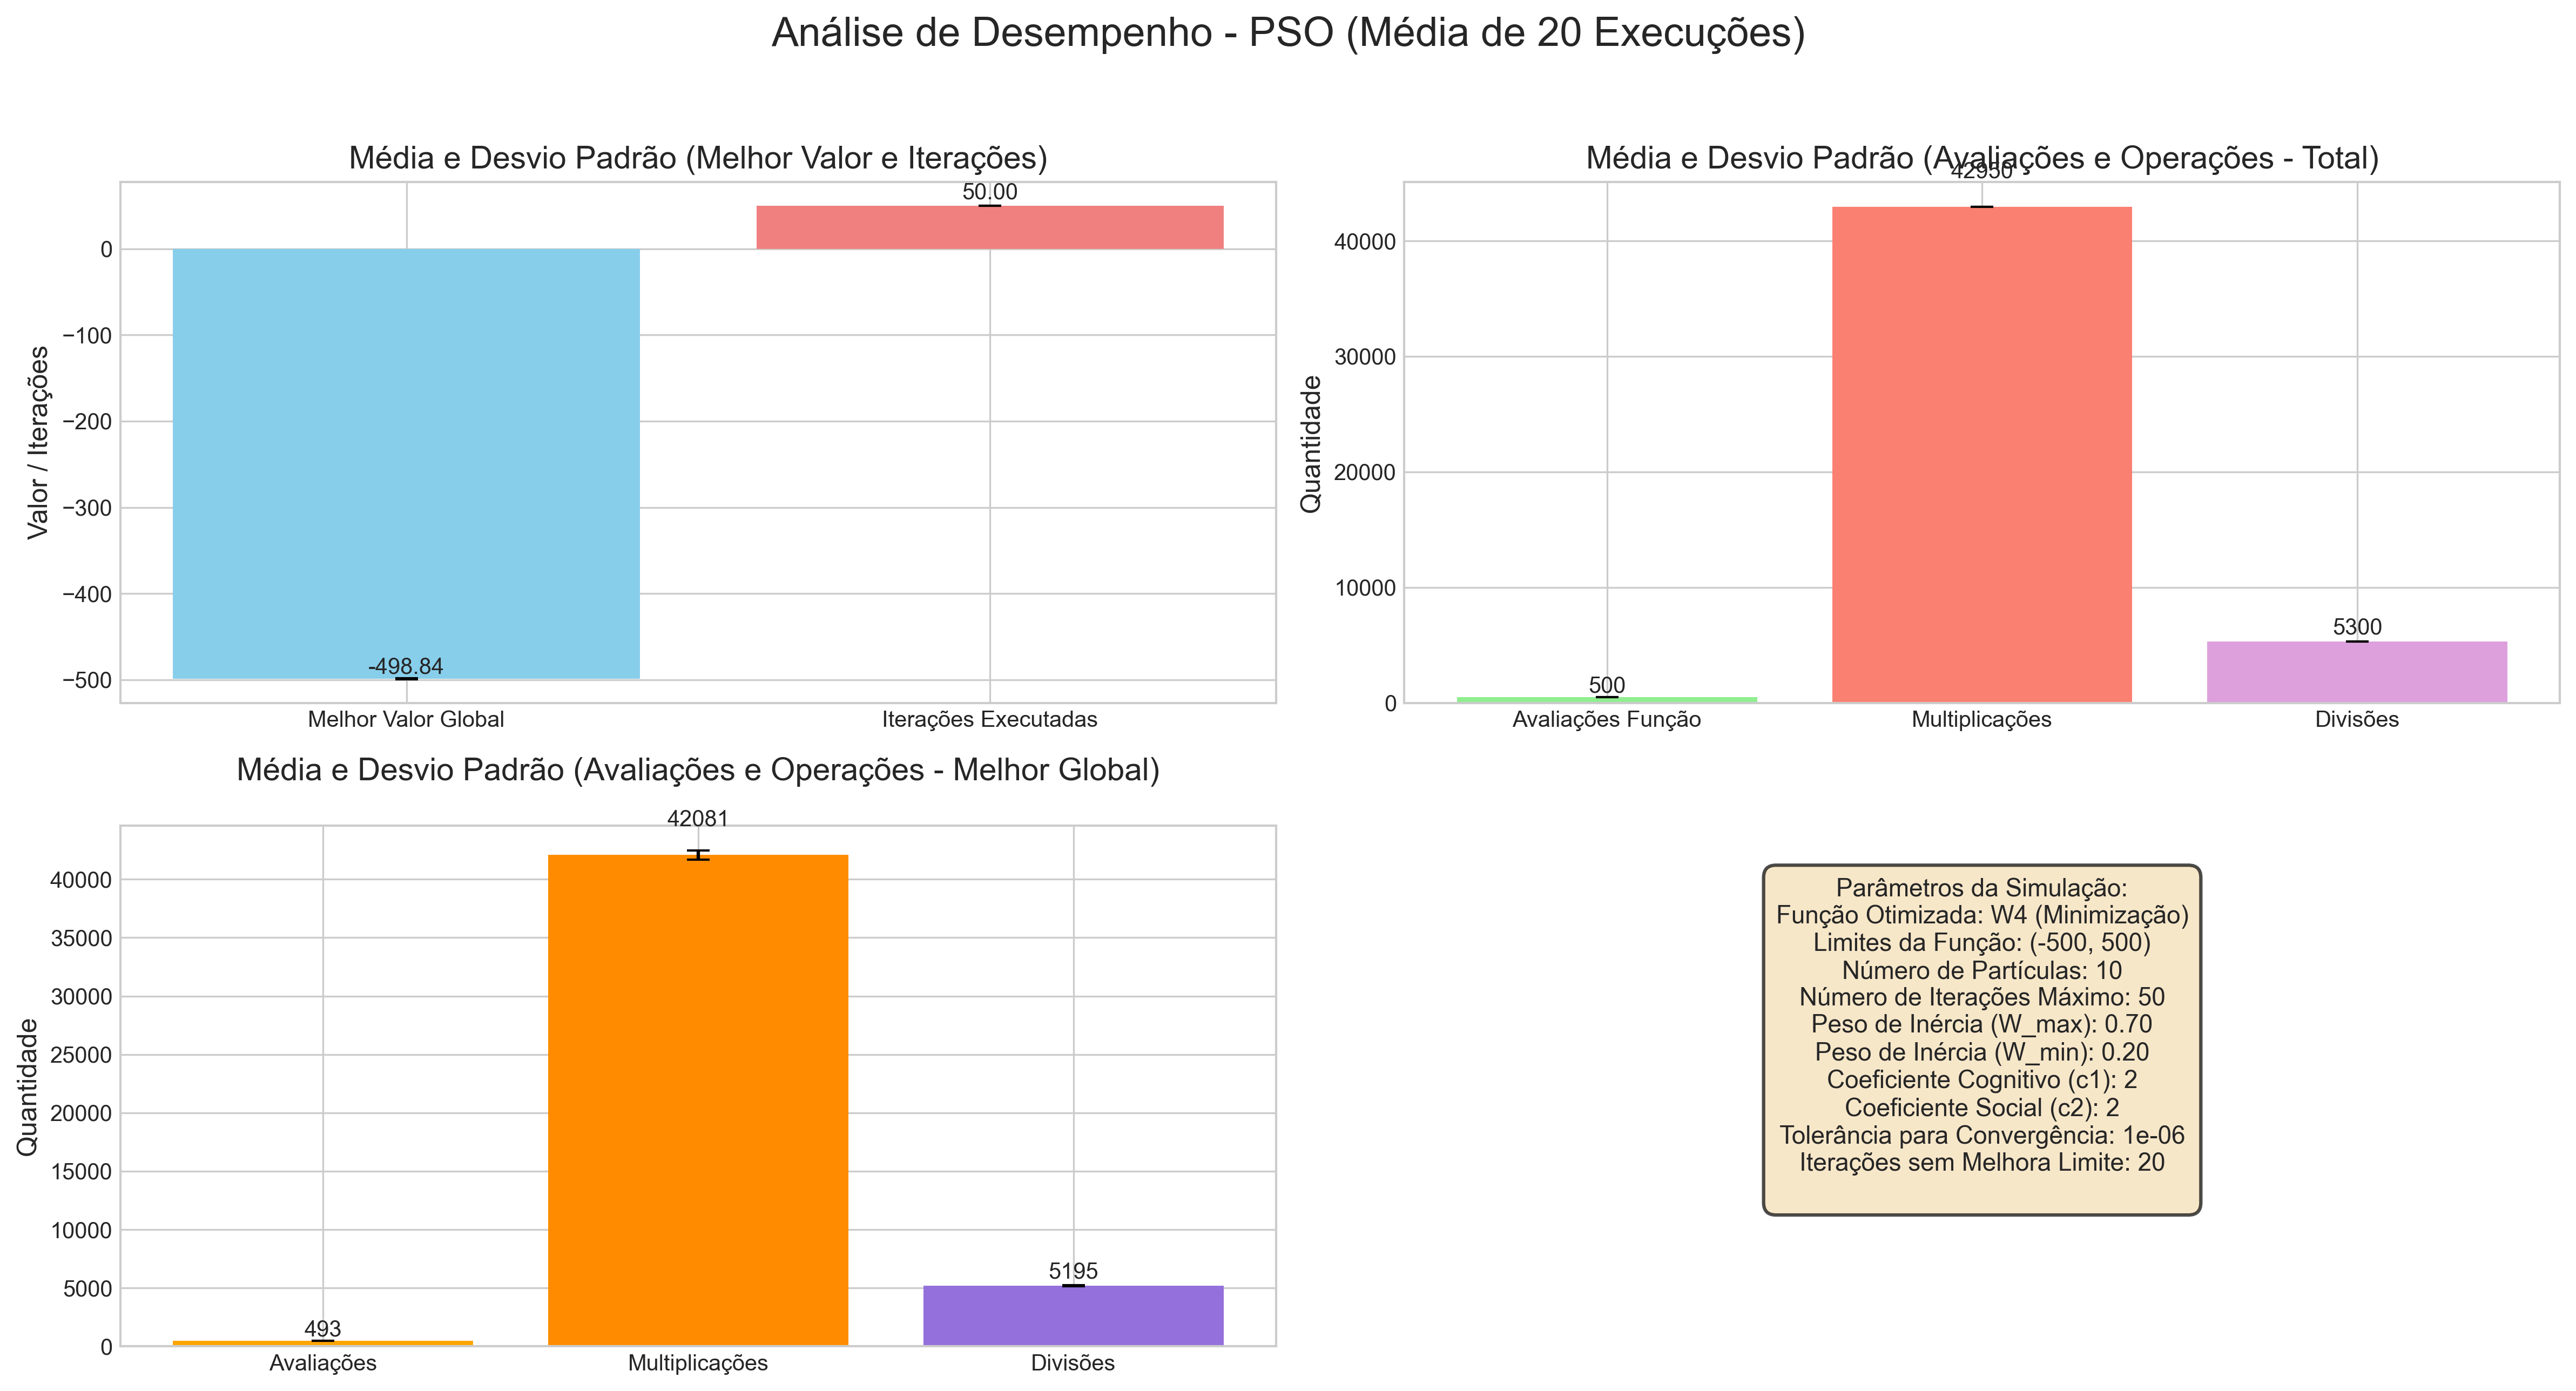 Análise de Desempenho - PSO (Média de 20 Execuções)
Média e Desvio Padrão (Melhor Valor e Iterações)
Valor / Iterações
0
−100
−200
−300
−400
−500
-498.84
50.00
Melhor Valor Global
Iterações Executadas
Média e Desvio Padrão (Avaliações e Operações - Total)
Quantidade
40000
30000
20000
10000
0
500
42950
5300
Avaliações Função
Multiplicações
Divisões
Média e Desvio Padrão (Avaliações e Operações - Melhor Global)
Quantidade
40000
35000
30000
25000
20000
15000
10000
5000
0
493
42081
5195
Avaliações
Multiplicações
Divisões
Parâmetros da Simulação:
Função Otimizada: W4 (Minimização)
Limites da Função: (-500, 500)
Número de Partículas: 10
Número de Iterações Máximo: 50
Peso de Inércia (W_max): 0.70
Peso de Inércia (W_min): 0.20
Coeficiente Cognitivo (c1): 2
Coeficiente Social (c2): 2
Tolerância para Convergência: 1e-06
Iterações sem Melhora Limite: 20